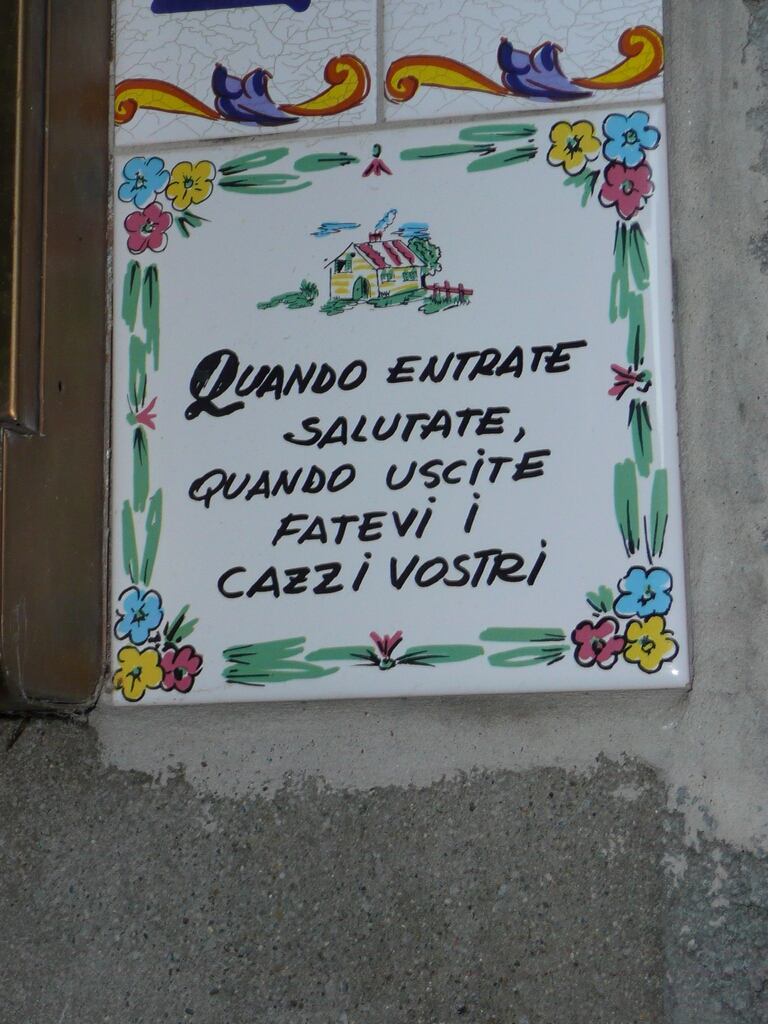 QUANDO ENTRATE
SALUTATE,
QUANDO USCITE
FATEVI I
CAZZI VOSTRI